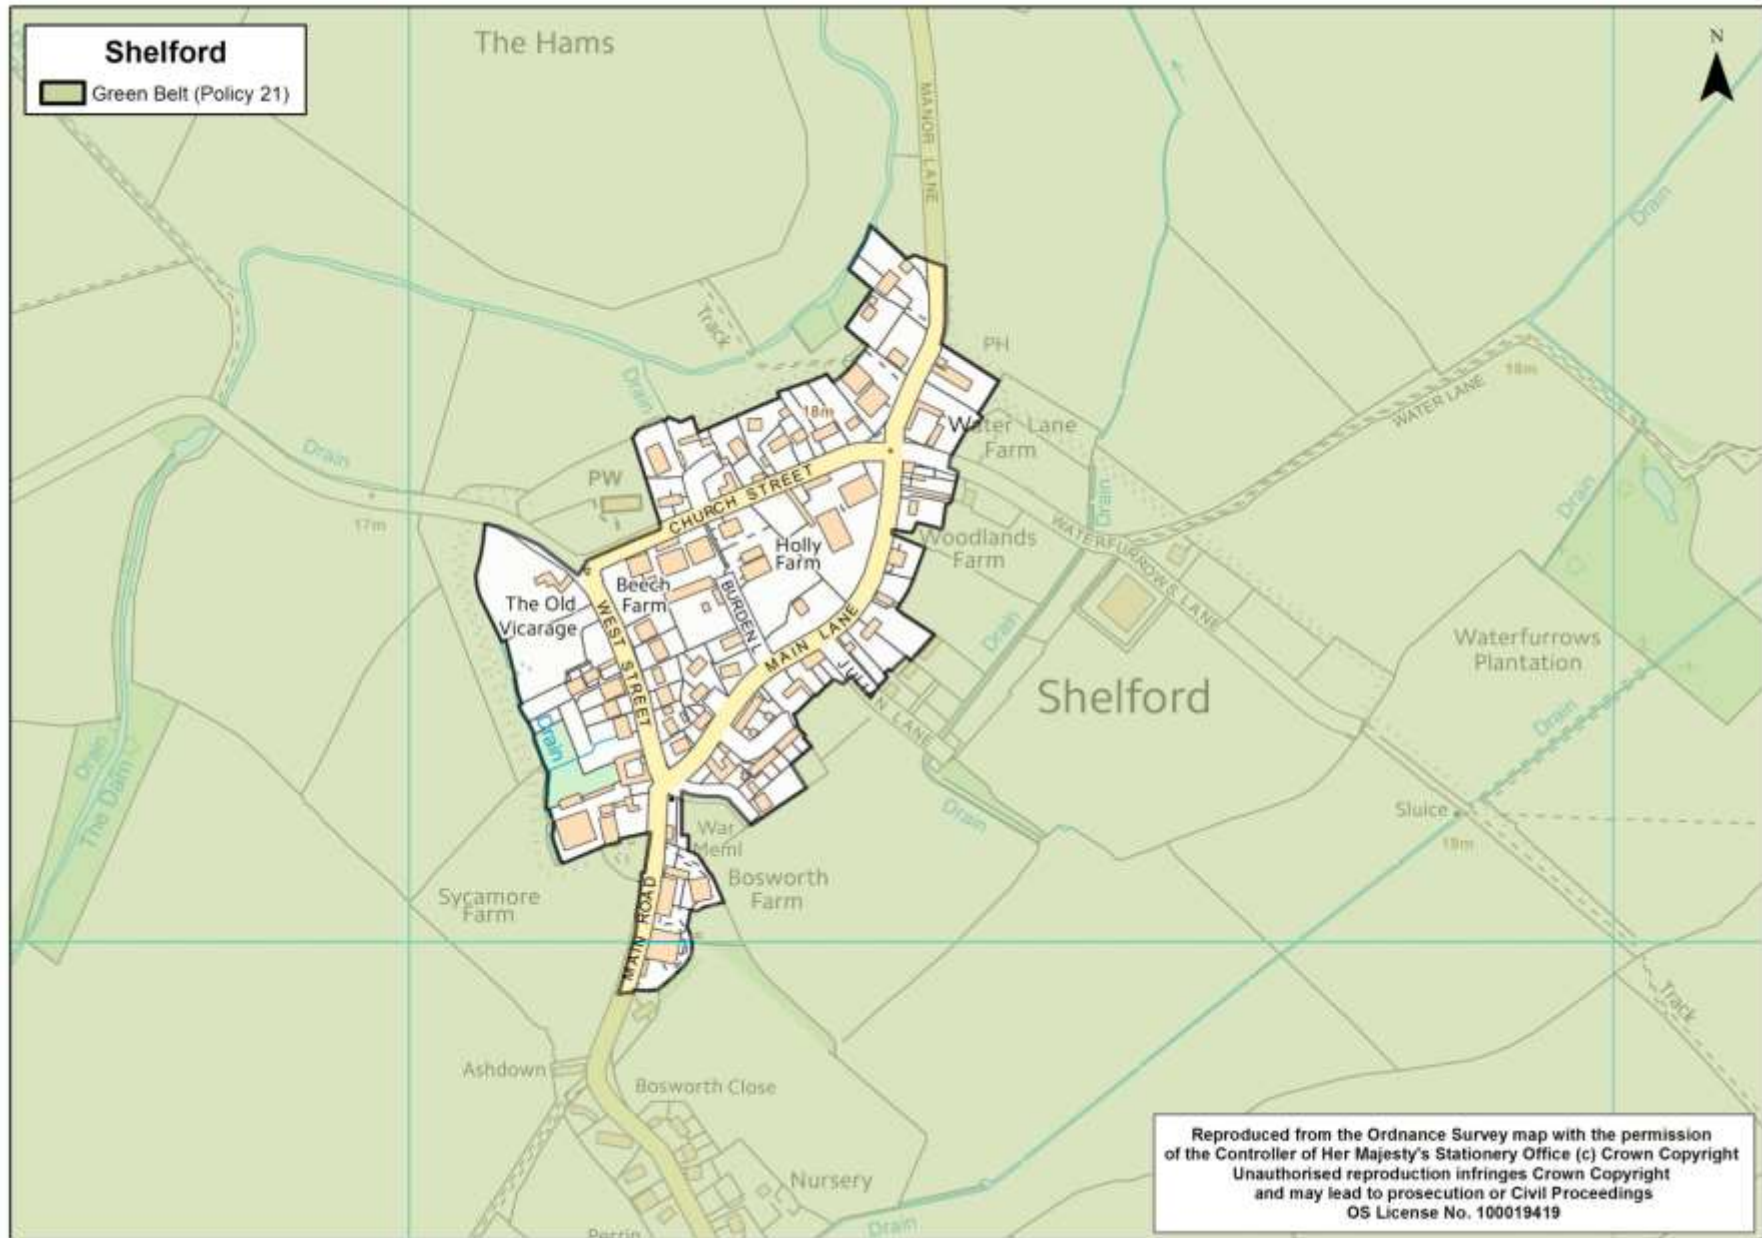 Shelford
Green Belt (Policy 21)
The Hams
N
MANOR LANE
Drain
Track
PH
Drain
18m
WATER LANE
18m
Water Lane
Farm
Drain
PW
CHURCH STREET
Drain
Drain
17m
WATERFURROWS LANE
Woodlands
Farm
Holly
Farm
Beech
Farm
The Old
Vicarage
BURDEN L
WEST STREET
MAIN LANE
Drain
Waterfurrows
Plantation
Shelford
LANE
Drain
Drain
Drain
The Dam
Drain
Sluice
18m
War
Meml
Bosworth
Farm
Sycamore
Farm
MAIN ROAD
Track
Ashdown
Bosworth Close
Nursery
Drain
Reproduced from the Ordnance Survey map with the permission
of the Controller of Her Majesty's Stationery Office (c) Crown Copyright
Unauthorised reproduction infringes Crown Copyright
and may lead to prosecution or Civil Proceedings
OS License No. 100019419